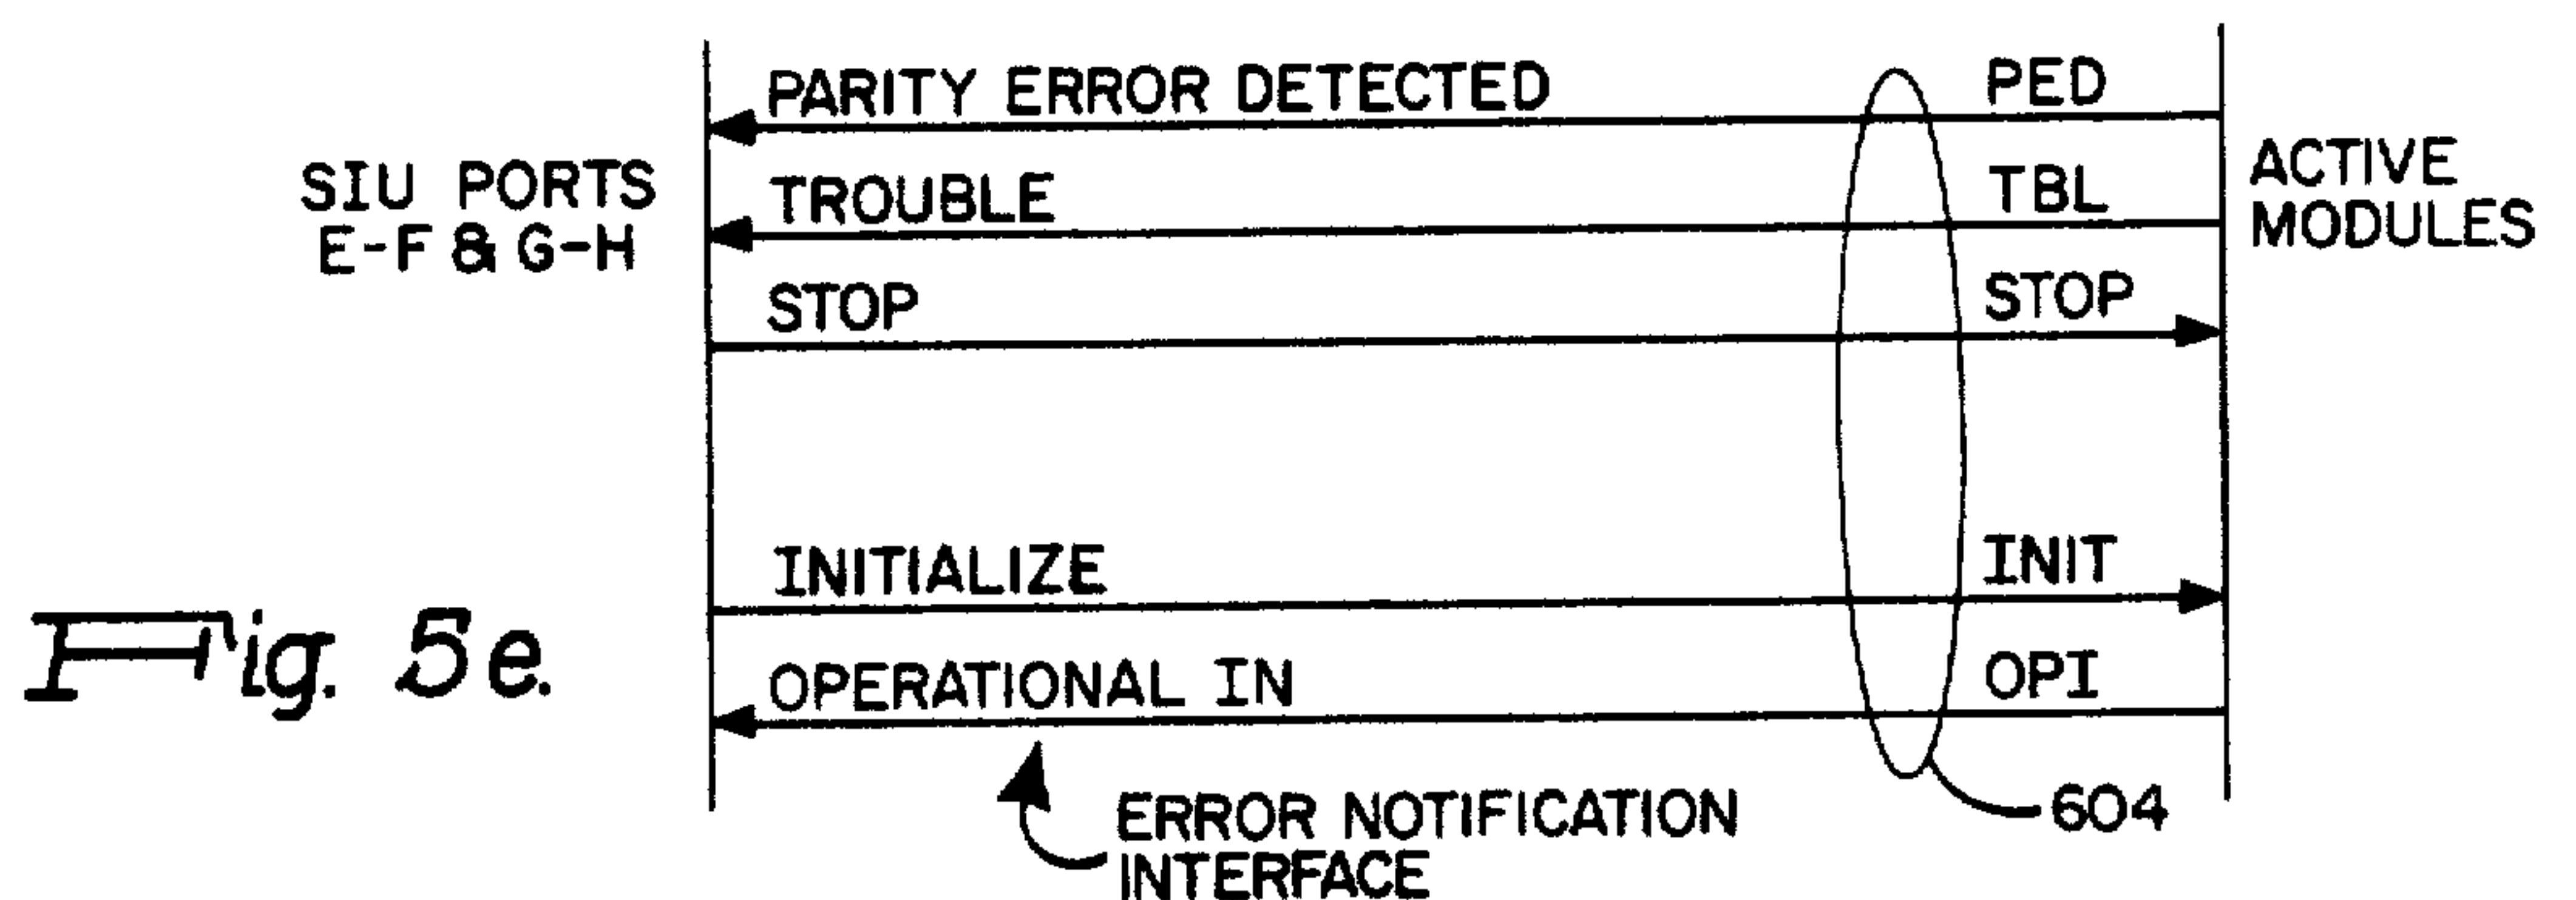 PARITY ERROR DETECTED PED
SIU PORTS
E-F & G-H
TROUBLE TBL
ACTIVE
MODULES
STOP STOP
INITIALIZE INIT
Fig. 5e.
OPERATIONAL IN OPI
ERROR NOTIFICATION
INTERFACE
604